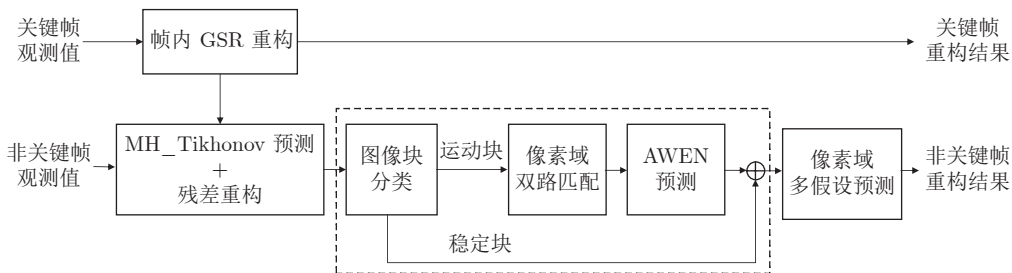 关键帧
观测值
帧内 GSR 重构
关键帧
重构结果
非关键帧
观测值
MH_Tikhonov 预测
+
残差重构
图像块
分类
运动块
像素域
双路匹配
AWEN
预测
像素域
多假设预测
非关键帧
重构结果
稳定块